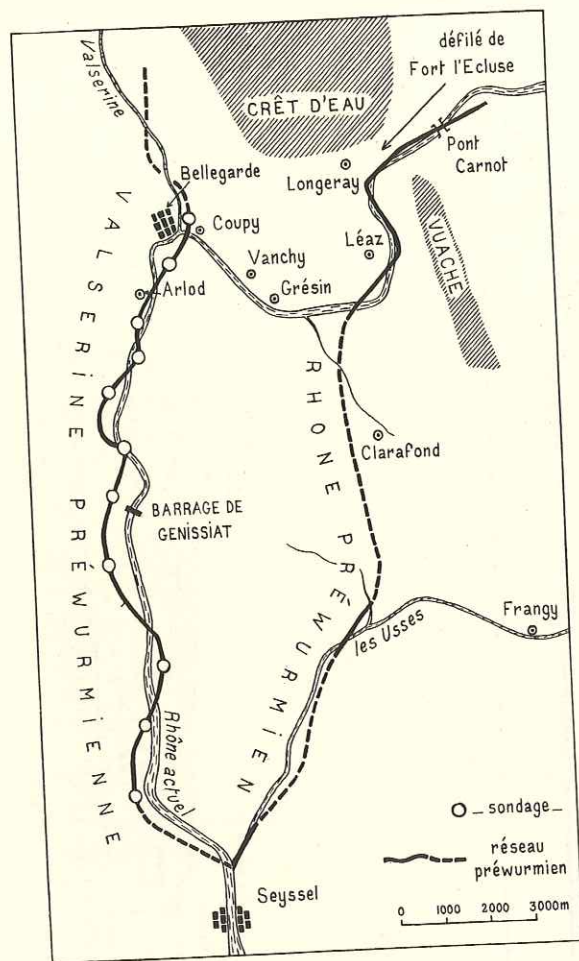 Valserine
défilé de
Fort l'Ecluse
CRÊT D'EAU
Pont
Carnot
Longeray
Bellegarde
Coupy
Léaz
Vanchy
VUACHE
Grésin
Arlod
VALSERINE PRÉWURMIENNE
RHONE PRÉWURMIEN
Clarafond
BARRAGE DE
GENISSIAT
Frangy
les Usses
Rhône actuel
_ sondage _
réseau
préwurmien
Seyssel
0 1000 2000 3000m